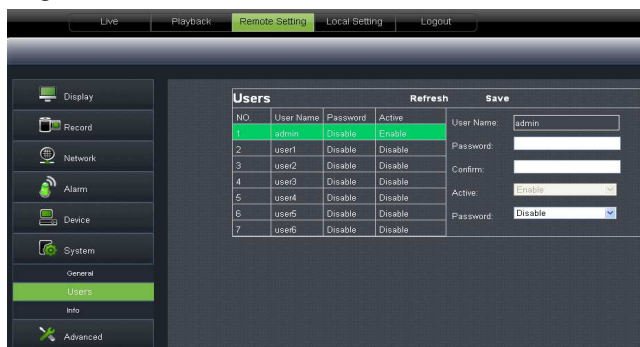 Live Playback Remote Setting Local Setting Logout
Display
Record
Network
Alarm
Device
System
General
Users
Info
Advanced
Users Refresh Save
NO. User Name Password Active
1 admin Disable Enable
2 user1 Disable Disable
3 user2 Disable Disable
4 user3 Disable Disable
5 user4 Disable Disable
6 user5 Disable Disable
7 user6 Disable Disable
User Name: admin
Password:
Confirm:
Active: Enable
Password: Disable